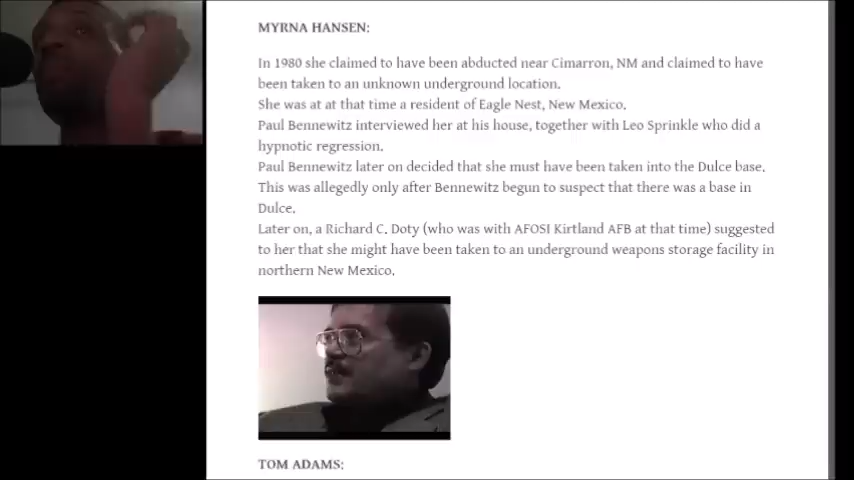 MYRNA HANSEN:
In 1980 she claimed to have been abducted near Cimarron, NM and claimed to have
been taken to an unknown underground location.
She was at at that time a resident of Eagle Nest, New Mexico.
Paul Bennewitz interviewed her at his house, together with Leo Sprinkle who did a
hypnotic regression.
Paul Bennewitz later on decided that she must have been taken into the Dulce base.
This was allegedly only after Bennewitz begun to suspect that there was a base in
Dulce.
Later on, a Richard C. Doty (who was with AFOSI Kirtland AFB at that time) suggested
to her that she might have been taken to an underground weapons storage facility in
northern New Mexico.
TOM ADAMS: